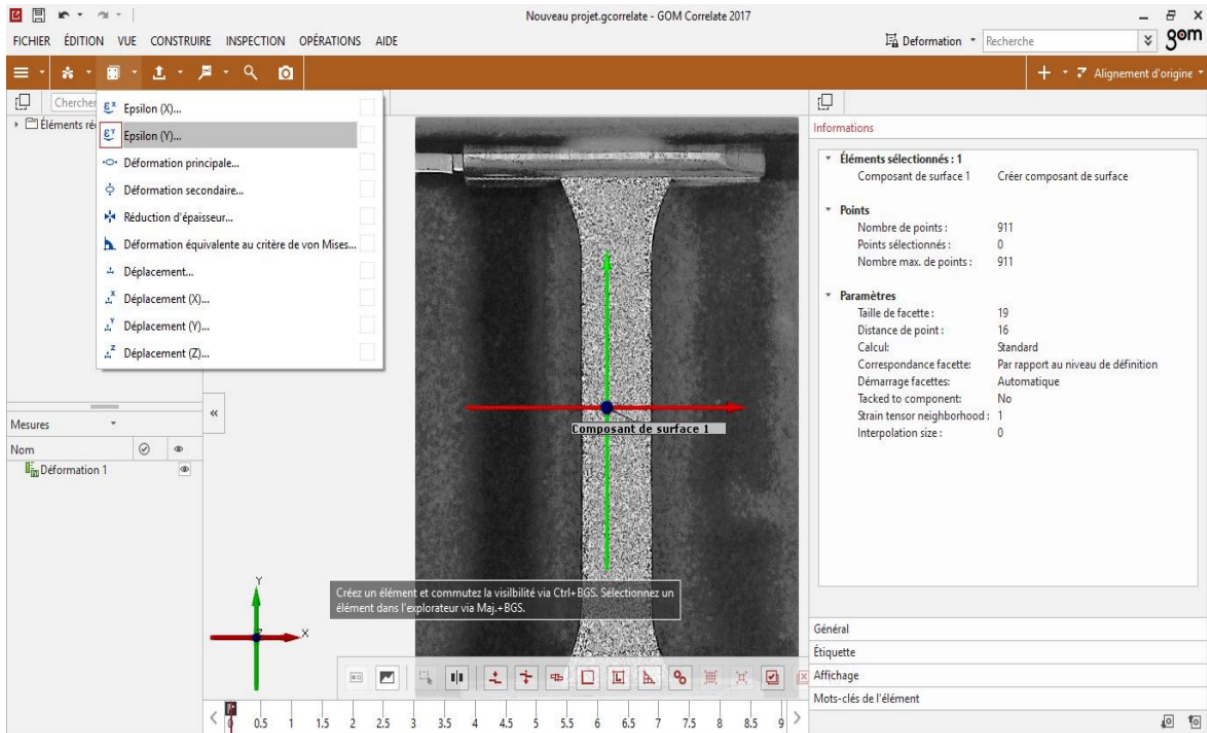 Nouveau projet.gcorrelate - GOM Correlate 2017
FICHIER ÉDITION VUE CONSTRUIRE INSPECTION OPÉRATIONS AIDE
Deformation
Recherche
gom
Alignement d'origine
Chercher
Éléments ré
εX Epsilon (X)...
εY Epsilon (Y)...
Déformation principale...
Déformation secondaire...
Réduction d'épaisseur...
Déformation équivalente au critère de von Mises...
Déplacement...
X Déplacement (X)...
Y Déplacement (Y)...
Z Déplacement (Z)...
Mesures
Nom
Déformation 1
Composant de surface 1
Y
Z
X
Créez un élément et commutez la visilbilité via Ctrl+BGS. Sélectionnez un
élément dans l'explorateur via Maj.+BGS.
0 0.5 1 1.5 2 2.5 3 3.5 4 4.5 5 5.5 6 6.5 7 7.5 8 8.5 9
Informations
Éléments sélectionnés : 1
Composant de surface 1 Créer composant de surface
Points
Nombre de points : 911
Points sélectionnés : 0
Nombre max. de points : 911
Paramètres
Taille de facette : 19
Distance de point : 16
Calcul: Standard
Correspondance facette: Par rapport au niveau de définition
Démarrage facettes: Automatique
Tacked to component: No
Strain tensor neighborhood : 1
Interpolation size : 0
Général
Étiquette
Affichage
Mots-clés de l'élément